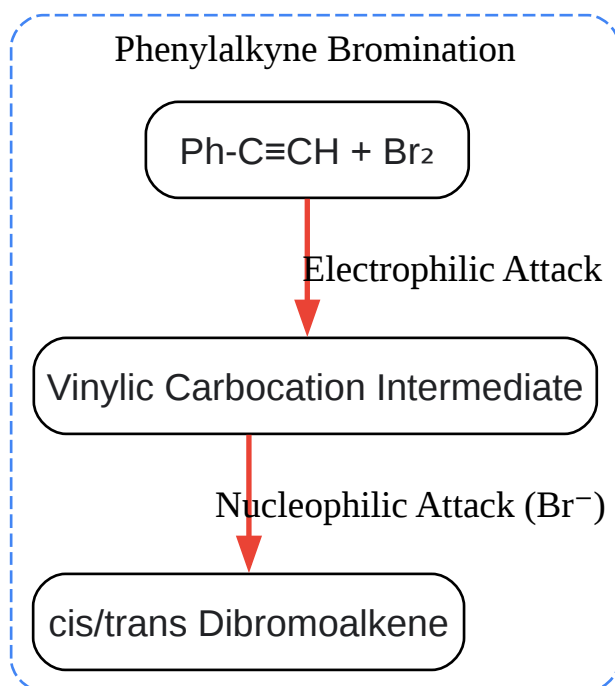 Phenylalkyne Bromination
Ph-C≡CH + Br₂
Electrophilic Attack
Vinylic Carbocation Intermediate
Nucleophilic Attack (Br⁻)
cis/trans Dibromoalkene